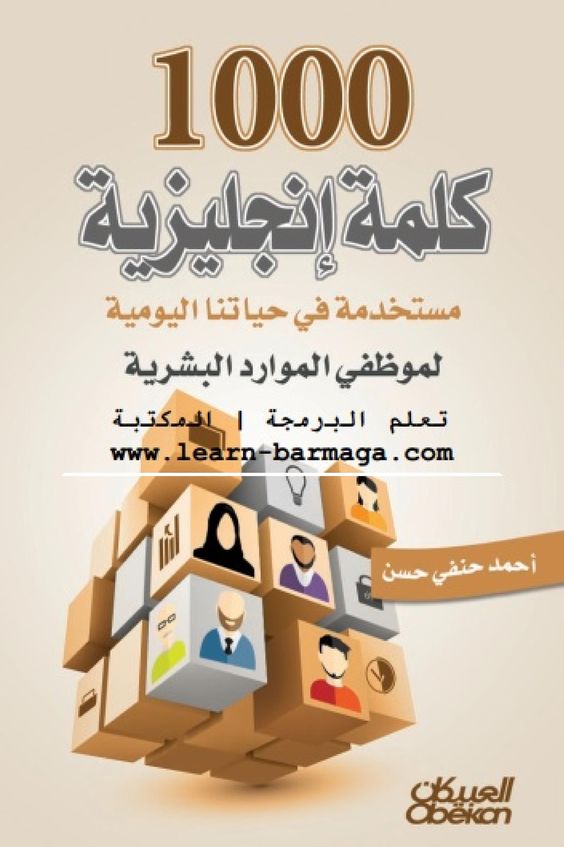 1000
كلمة إنجليزية
مستخدمة في حياتنا اليومية
لموظفي الموارد البشرية
تعلم البرمجة | المكتبة
www.learn-barmaga.com
أحمد حنفي حسن
العبيكان
Obēkan